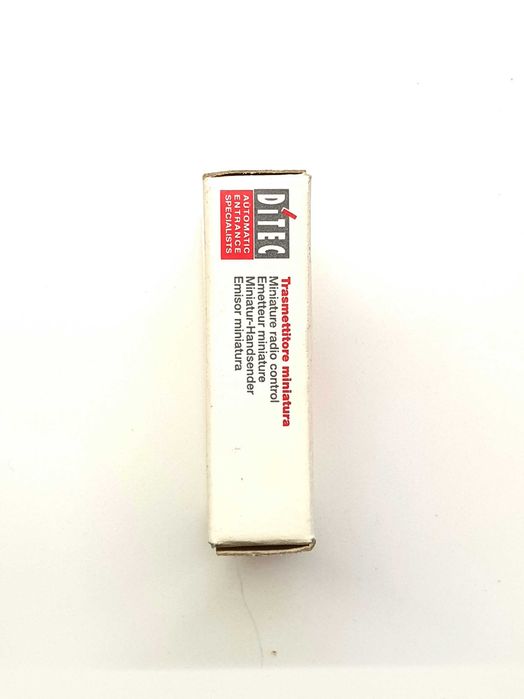 DITEC
AUTOMATIC
ENTRANCE
SPECIALISTS
Trasmettitore miniatura
Miniature radio control
Emetteur miniature
Miniatur-Handsender
Emisor miniatura